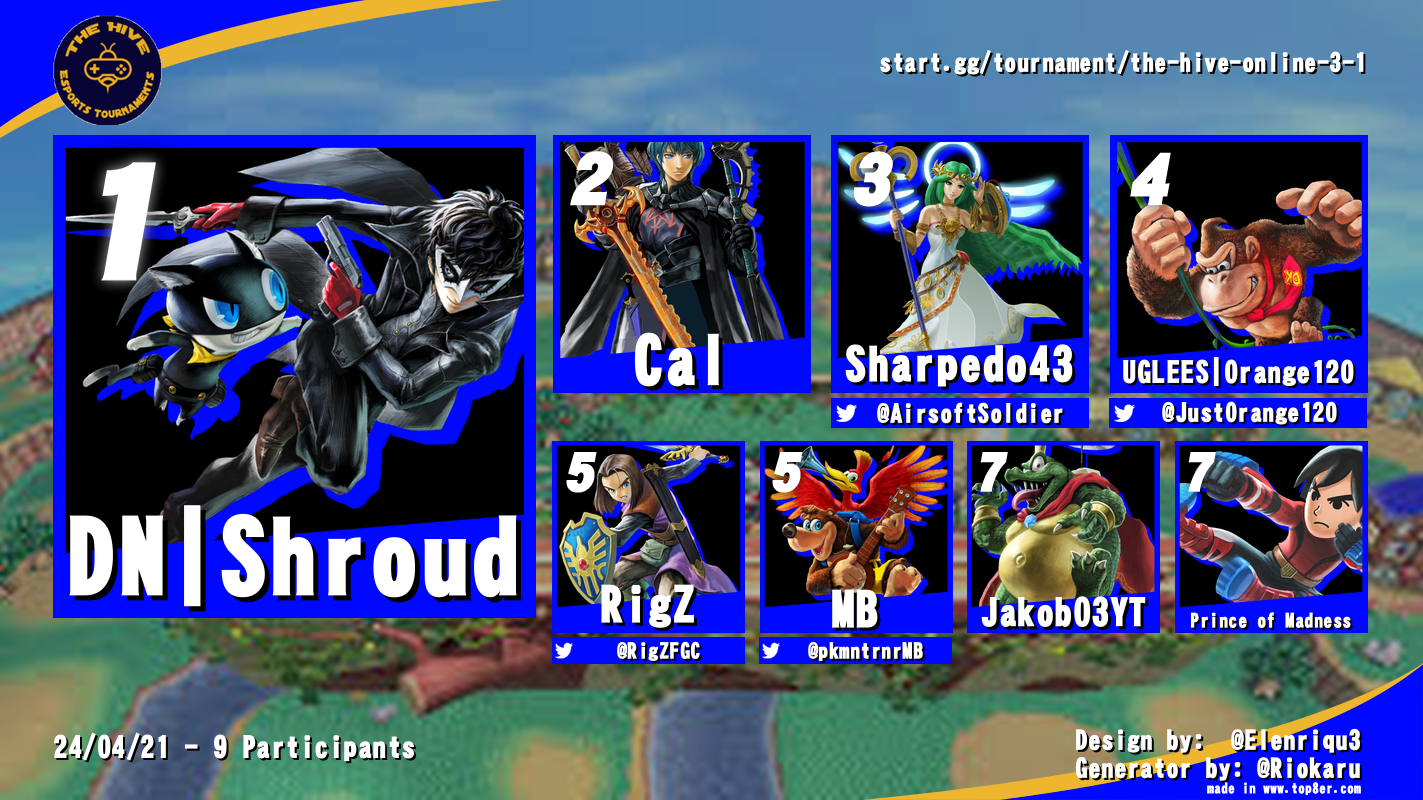 THE HIVE
ESPORTS TOURNAMENTS
start.gg/tournament/the-hive-online-3-1
1
DN|Shroud
2
Cal
3
Sharpedo43
@AirsoftSoldier
4
DK
UGLEES|Orange120
@JustOrange120
5
RigZ
@RigZFGC
5
MB
@pkmntrnrMB
7
Jakob03YT
7
Prince of Madness
24/04/21 - 9 Participants
Design by: @Elenriqu3
Generator by: @Riokaru
made in www.top8er.com